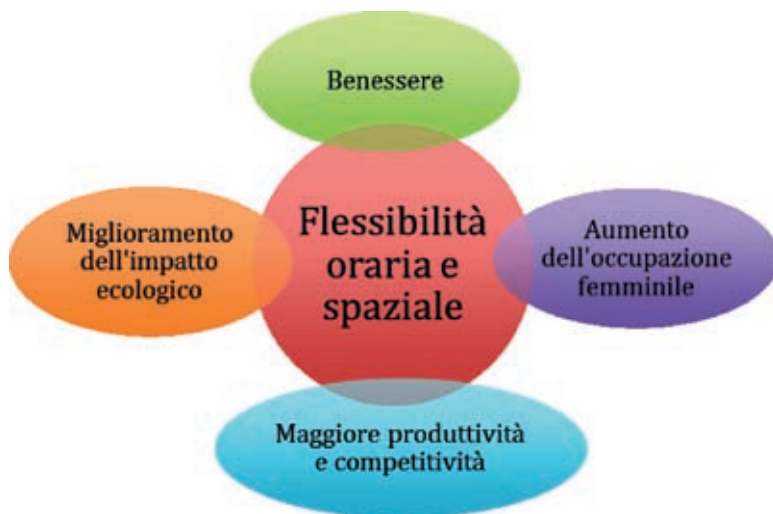 Benessere
Flessibilità
oraria e
spaziale
Miglioramento
dell'impatto
ecologico
Aumento
dell'occupazione
femminile
Maggiore produttività
e competitività